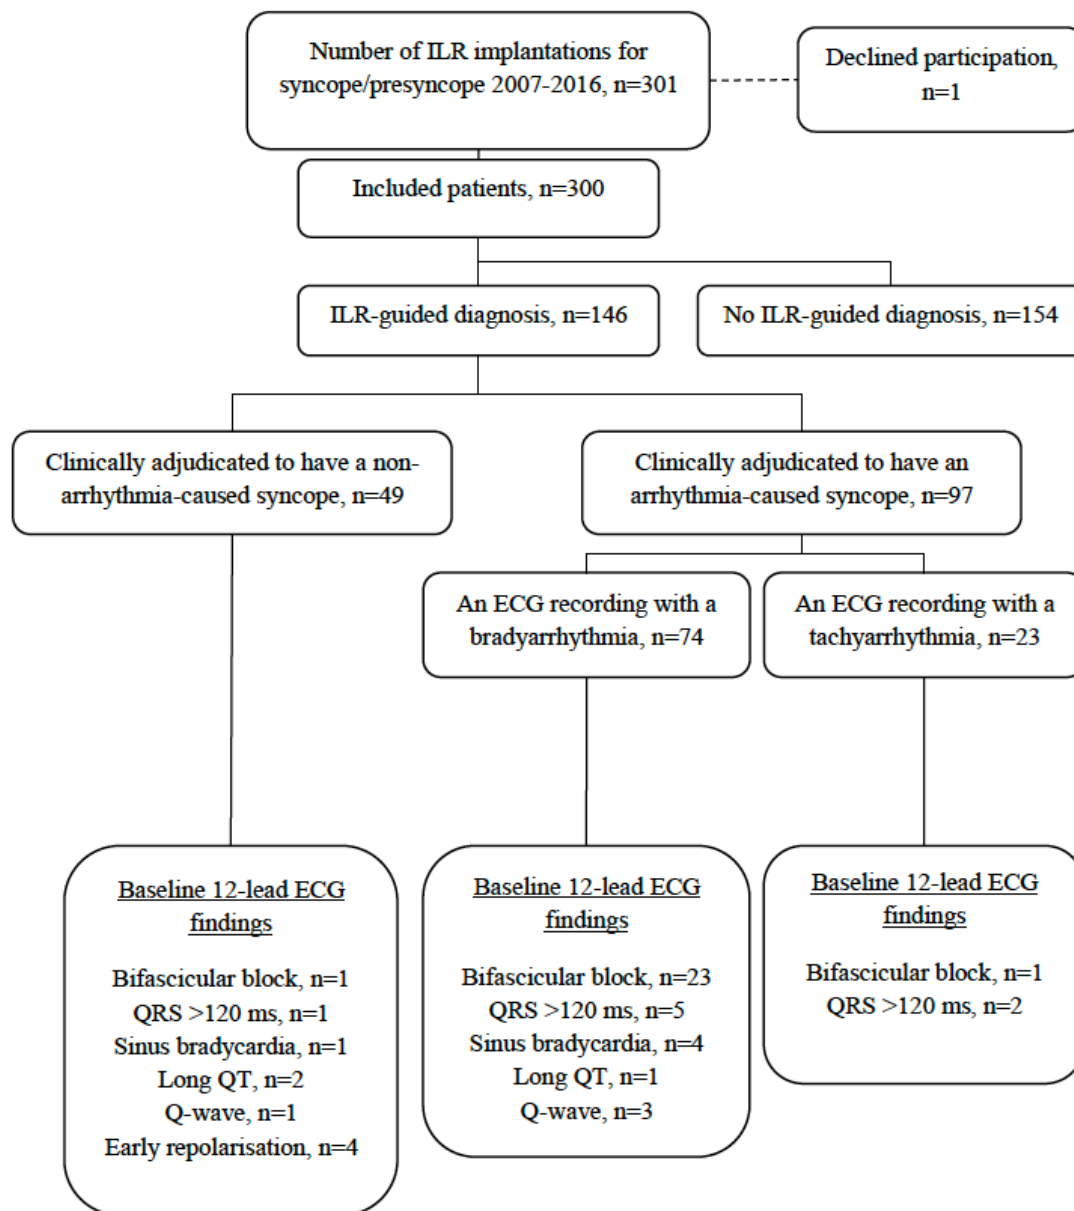 Number of ILR implantations for
syncope/presyncope 2007-2016, n=301
Declined participation,
n=1
Included patients, n=300
ILR-guided diagnosis, n=146
No ILR-guided diagnosis, n=154
Clinically adjudicated to have a non-
arrhythmia-caused syncope, n=49
Clinically adjudicated to have an
arrhythmia-caused syncope, n=97
An ECG recording with a
bradyarrhythmia, n=74
An ECG recording with a
tachyarrhythmia, n=23
Baseline 12-lead ECG
findings
Bifascicular block, n=1
QRS >120 ms, n=1
Sinus bradycardia, n=1
Long QT, n=2
Q-wave, n=1
Early repolarisation, n=4
Baseline 12-lead ECG
findings
Bifascicular block, n=23
QRS >120 ms, n=5
Sinus bradycardia, n=4
Long QT, n=1
Q-wave, n=3
Baseline 12-lead ECG
findings
Bifascicular block, n=1
QRS >120 ms, n=2